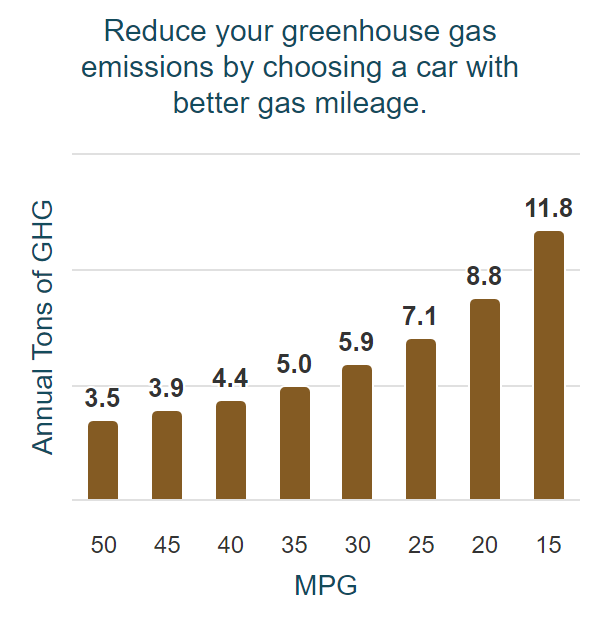 Reduce your greenhouse gas
emissions by choosing a car with
better gas mileage.
Annual Tons of GHG
3.5
3.9
4.4
5.0
5.9
7.1
8.8
11.8
50 45 40 35 30 25 20 15
MPG